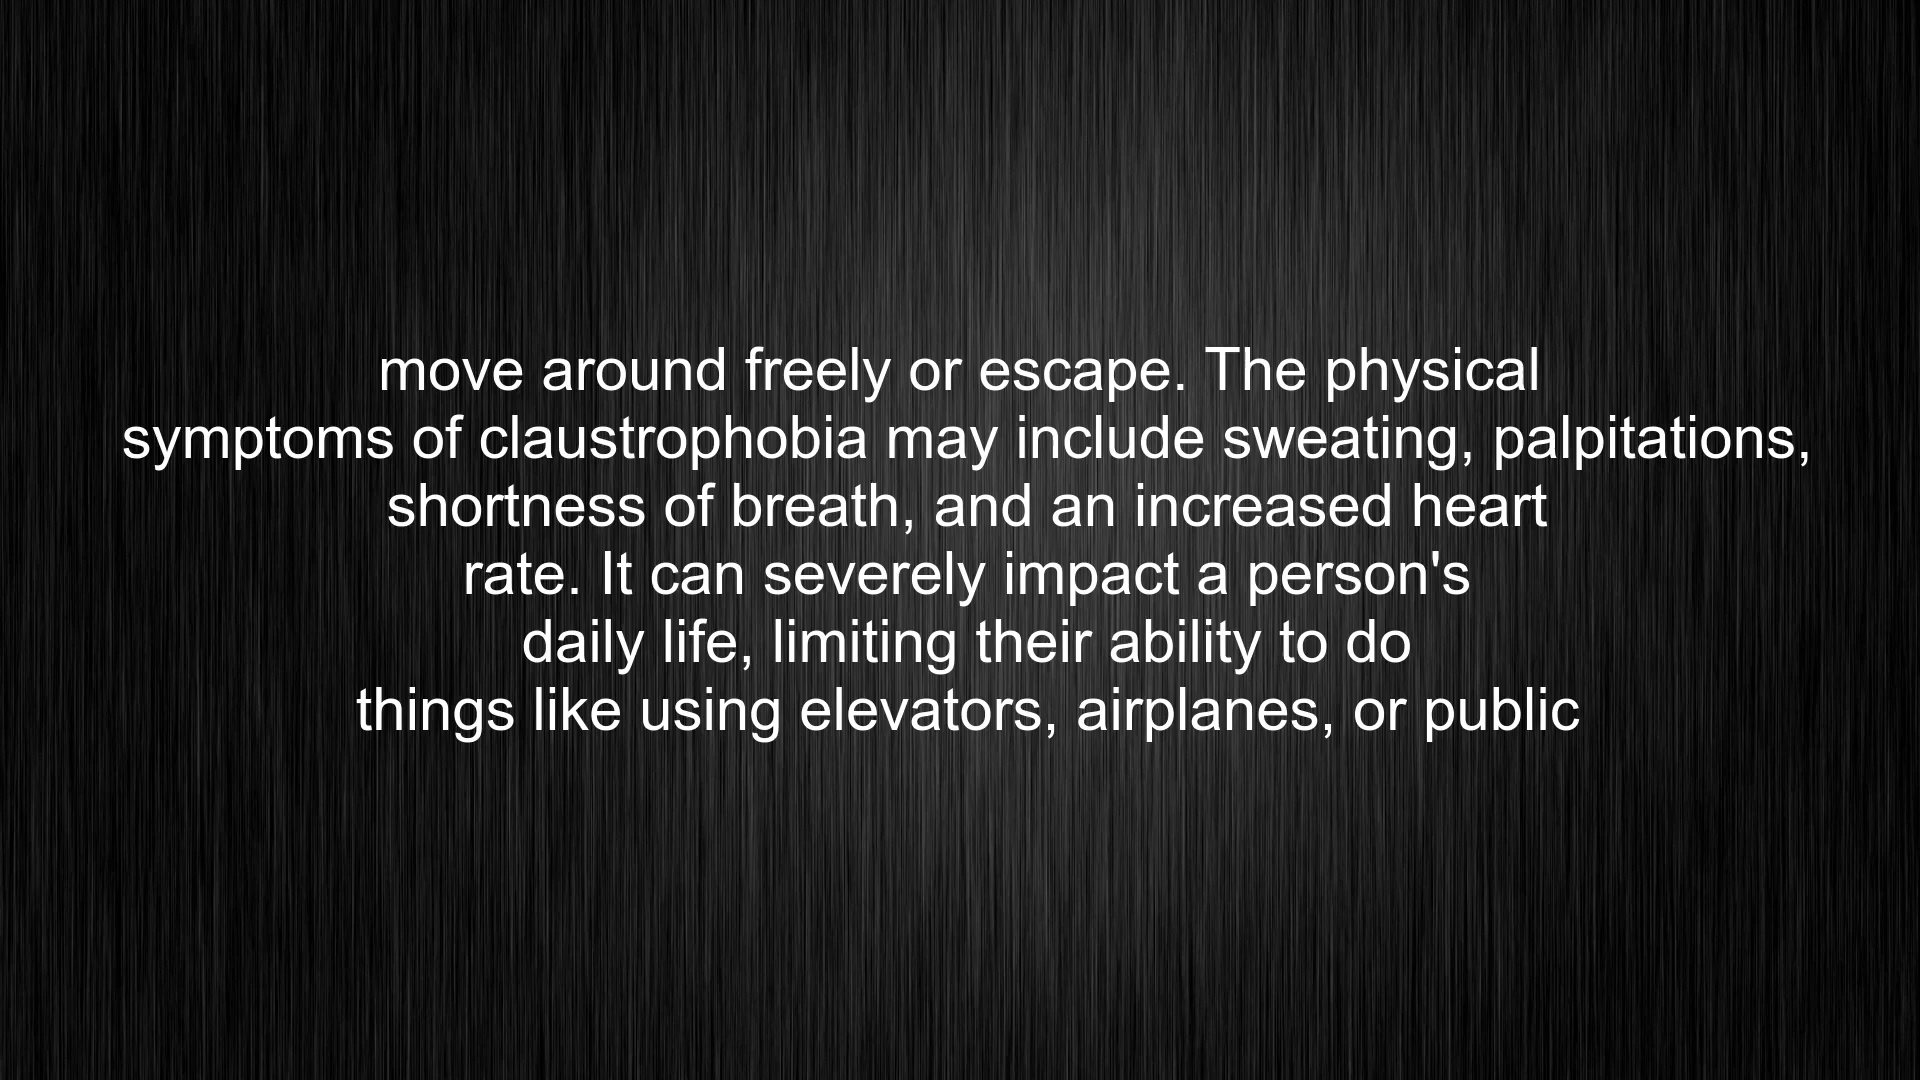 move around freely or escape. The physical
symptoms of claustrophobia may include sweating, palpitations,
shortness of breath, and an increased heart
rate. It can severely impact a person's
daily life, limiting their ability to do
things like using elevators, airplanes, or public